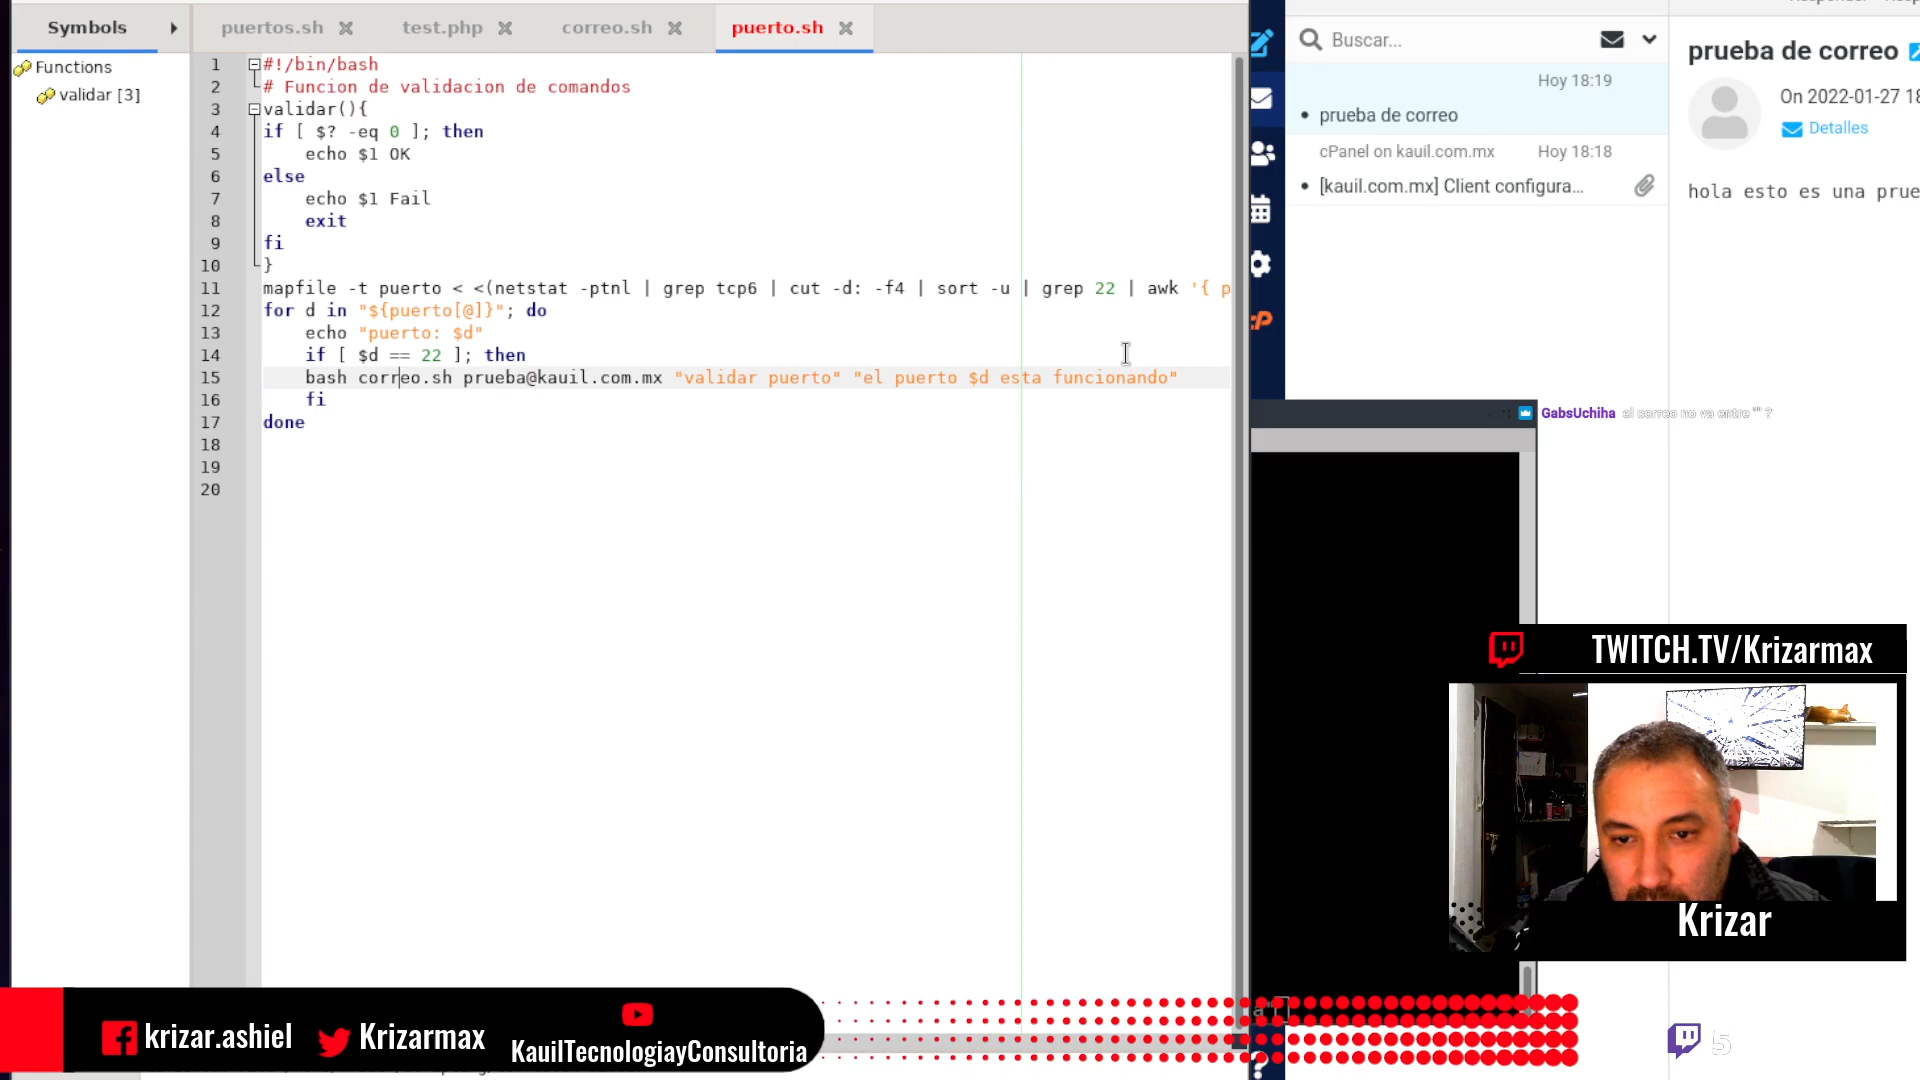 Symbols
puertos.sh
test.php
correo.sh
puerto.sh
Functions
validar [3]
1 #!/bin/bash
2 # Funcion de validacion de comandos
3 validar(){
4 if [ $? -eq 0 ]; then
5 echo $1 OK
6 else
7 echo $1 Fail
8 exit
9 fi
10 }
11 mapfile -t puerto < <(netstat -ptnl | grep tcp6 | cut -d: -f4 | sort -u | grep 22 | awk '{ p
12 for d in "${puerto[@]}"; do
13 echo "puerto: $d"
14 if [ $d == 22 ]; then
15 bash correo.sh prueba@kauil.com.mx "validar puerto" "el puerto $d esta funcionando"
16 fi
17 done
18
19
20
Buscar...
Hoy 18:19
prueba de correo
cPanel on kauil.com.mx Hoy 18:18
[kauil.com.mx] Client configura...
prueba de correo
On 2022-01-27 18
Detalles
hola esto es una prue
GabsUchiha el correo no va entre "" ?
TWITCH.TV/Krizarmax
Krizar
krizar.ashiel
Krizarmax
KauilTecnologiayConsultoria
5